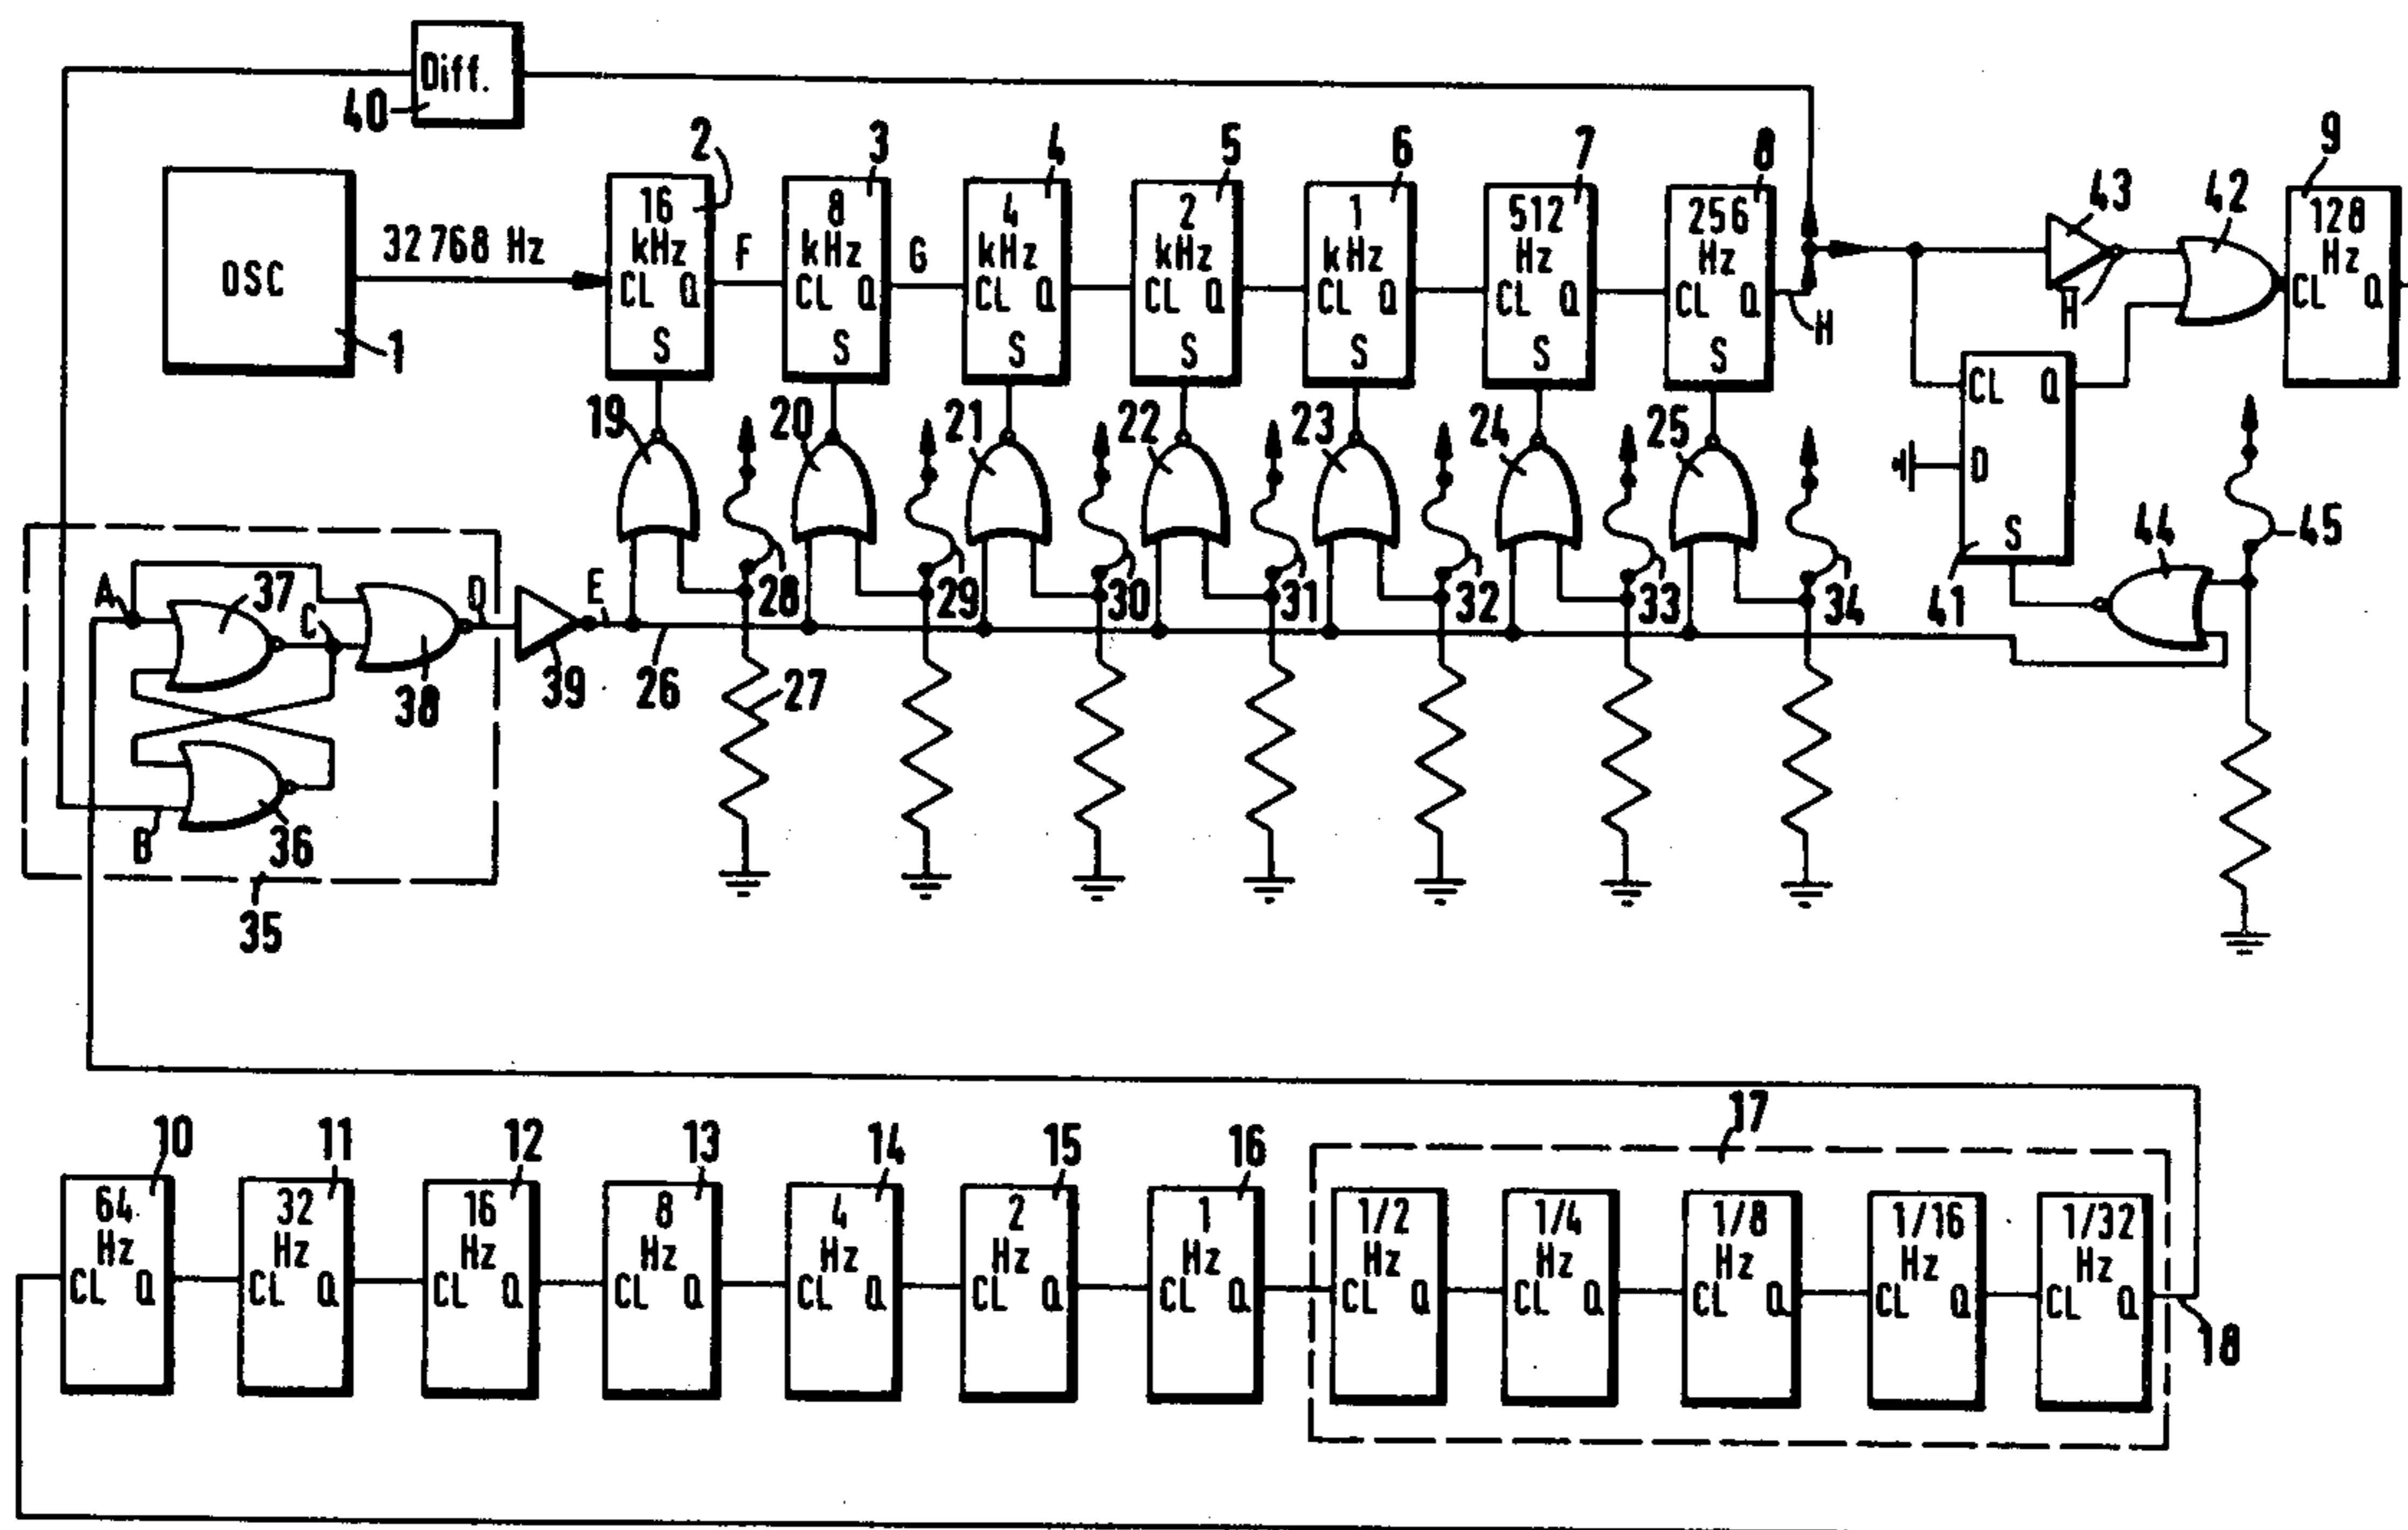 Diff.
40
OSC
1
32 768 Hz
2
16
kHz
CL Q
S
F
3
8
kHz
CL Q
S
G
4
4
kHz
CL Q
S
5
2
kHz
CL Q
S
6
1
kHz
CL Q
S
7
512
Hz
CL Q
S
8
256
Hz
CL Q
S
H
43
H
42
9
128
Hz
CL Q
CL Q
D
S
41
44
45
19
20
21
22
23
24
25
28
29
30
31
32
33
34
A
37
C
38
D
39
E
26
27
B
36
35
10
64
Hz
CL Q
11
32
Hz
CL Q
12
16
Hz
CL Q
13
8
Hz
CL Q
14
4
Hz
CL Q
15
2
Hz
CL Q
16
1
Hz
CL Q
17
1/2
Hz
CL Q
1/4
Hz
CL Q
1/8
Hz
CL Q
1/16
Hz
CL Q
1/32
Hz
CL Q
18